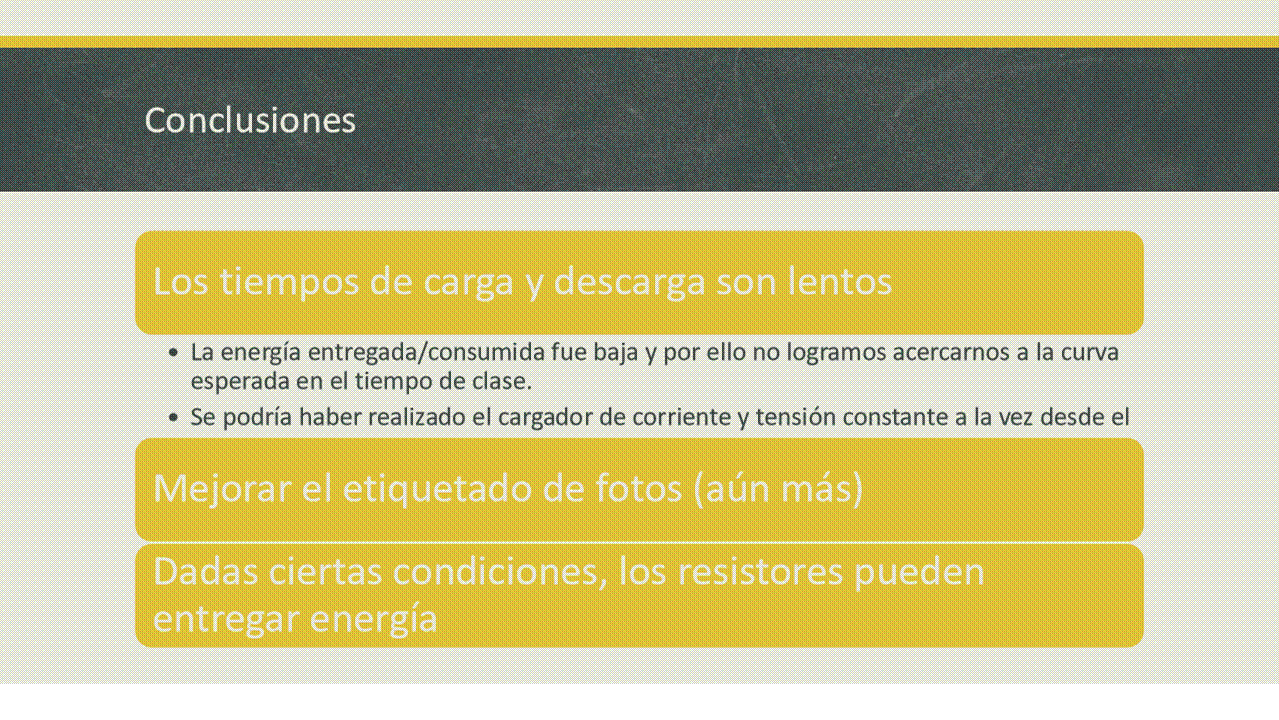 Conclusiones
Los tiempos de carga y descarga son lentos
• La energía entregada/consumida fue baja y por ello no logramos acercarnos a la curva
esperada en el tiempo de clase.
• Se podría haber realizado el cargador de corriente y tensión constante a la vez desde el
Mejorar el etiquetado de fotos (aún más)
Dadas ciertas condiciones, los resistores pueden
entregar energía